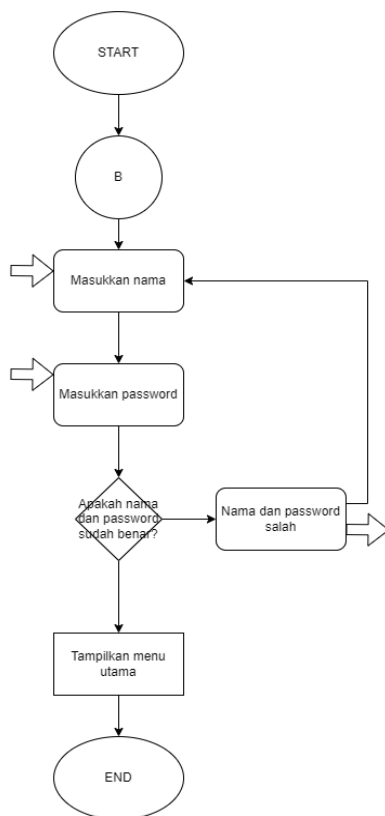 START
B
Masukkan nama
Masukkan password
Apakah nama
dan password
sudah benar?
Nama dan password
salah
Tampilkan menu
utama
END